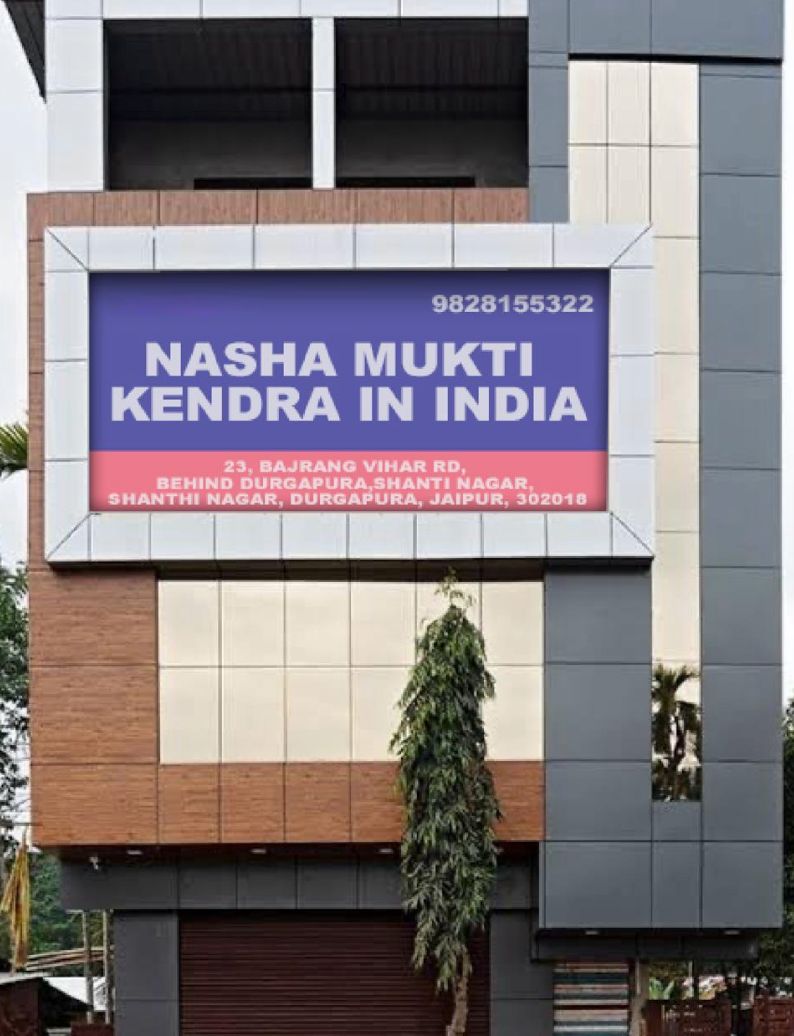 9828155322
NASHA MUKTI
KENDRA IN INDIA
23, BAJRANG VIHAR RD,
BEHIND DURGAPURA,SHANTI NAGAR,
SHANTHI NAGAR, DURGAPURA, JAIPUR, 302018